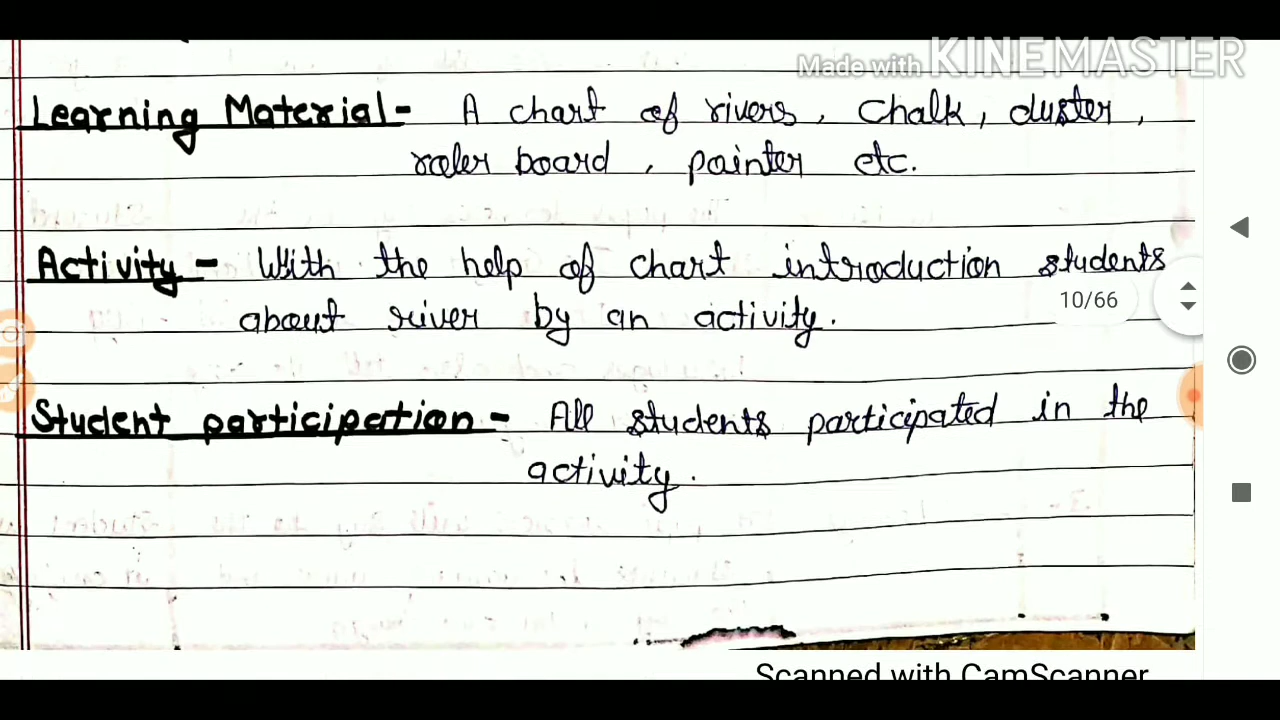 Made with KINEMASTER
Learning Material- A chart of rivers, Chalk, duster,
roler board, painter etc.
Activity - With the help of chart introduction students
10/66
about river by an activity.
Student participation - All students participated in the
activity.
Scanned with CamScanner